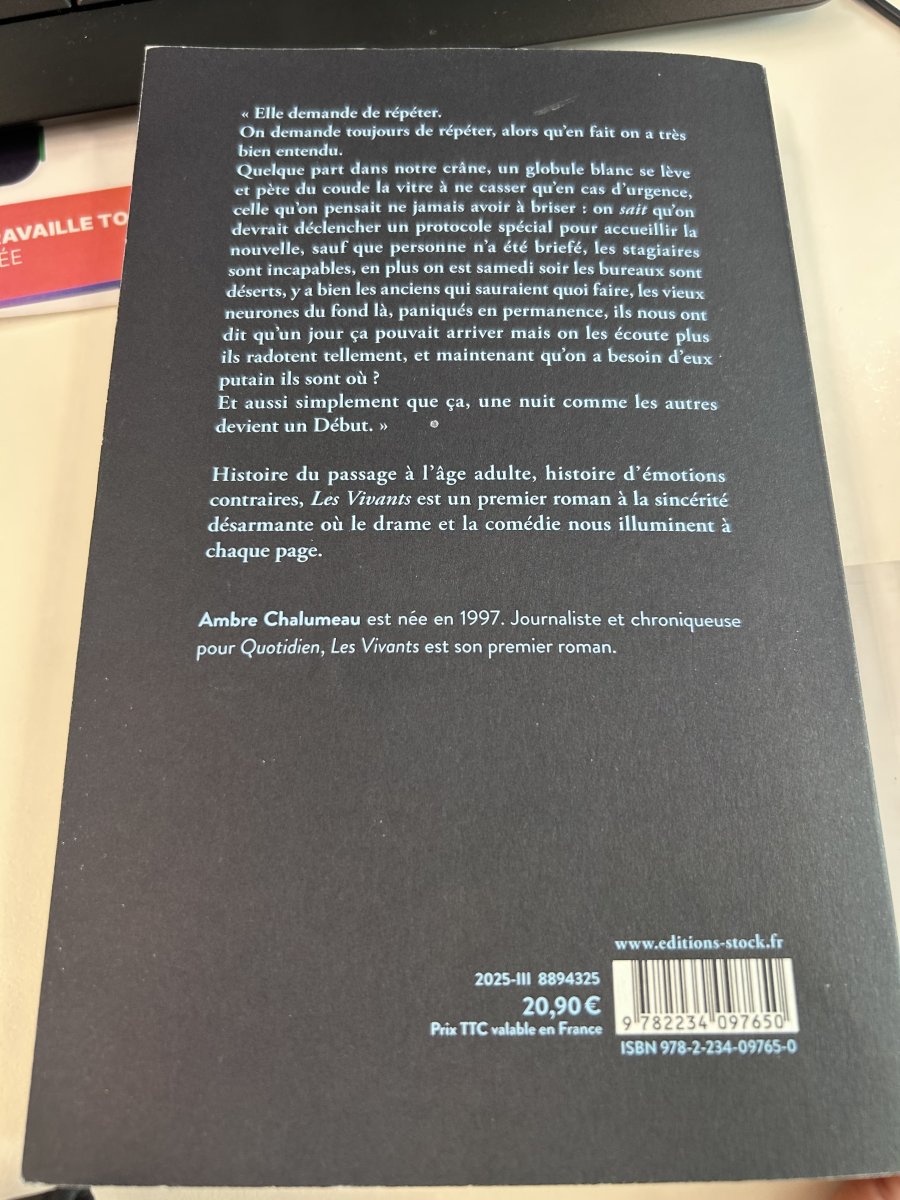 AVAILLE TO
ÉE
« Elle demande de répéter.
On demande toujours de répéter, alors qu'en fait on a très
bien entendu.
Quelque part dans notre crâne, un globule blanc se lève
et pète du coude la vitre à ne casser qu'en cas d'urgence,
celle qu'on pensait ne jamais avoir à briser : on sait qu'on
devrait déclencher un protocole spécial pour accueillir la
nouvelle, sauf que personne n'a été briefé, les stagiaires
sont incapables, en plus on est samedi soir les bureaux sont
déserts, y a bien les anciens qui sauraient quoi faire, les vieux
neurones du fond là, paniqués en permanence, ils nous ont
dit qu'un jour ça pouvait arriver mais on les écoute plus
ils radotent tellement, et maintenant qu'on a besoin d'eux
putain ils sont où ?
Et aussi simplement que ça, une nuit comme les autres
devient un Début. »
Histoire du passage à l'âge adulte, histoire d'émotions
contraires, Les Vivants est un premier roman à la sincérité
désarmante où le drame et la comédie nous illuminent à
chaque page.
Ambre Chalumeau est née en 1997. Journaliste et chroniqueuse
pour Quotidien, Les Vivants est son premier roman.
www.editions-stock.fr
2025-III 8894325
20,90 €
Prix TTC valable en France
9 782234 097650
ISBN 978-2-234-09765-0